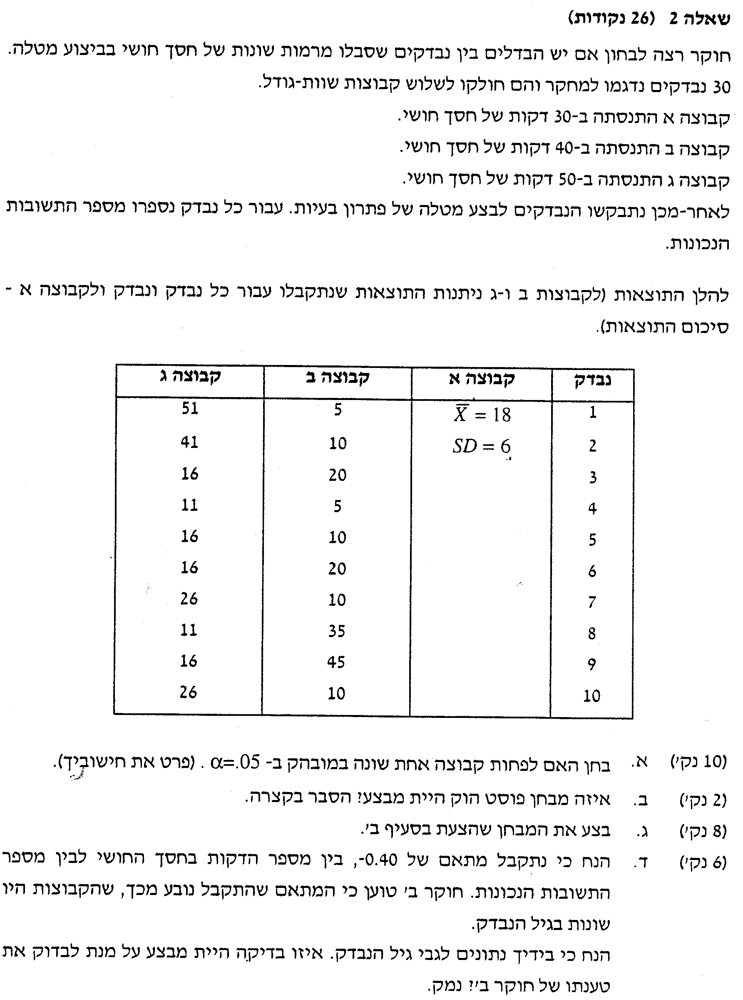 שאלה 2 (26 נקודות)
חוקר רצה לבחון אם יש הבדלים בין נבדקים שסבלו מרמות שונות של חסך חושי בביצוע מטלה.
30 נבדקים נדגמו למחקר והם חולקו לשלוש קבוצות שוות-גודל.
קבוצה א התנסתה ב-30 דקות של חסך חושי.
קבוצה ב התנסתה ב-40 דקות של חסך חושי.
קבוצה ג התנסתה ב-50 דקות של חסך חושי.
לאחר-מכן נתבקשו הנבדקים לבצע מטלה של פתרון בעיות. עבור כל נבדק נספרו מספר התשובות
הנכונות.
להלן התוצאות (לקבוצות ב ו-ג ניתנות התוצאות שנתקבלו עבור כל נבדק ונבדק ולקבוצה א -
סיכום התוצאות).
נבדק קבוצה א קבוצה ב קבוצה ג
1 X̅ = 18 5 51
2 SD = 6 10 41
3 20 16
4 5 11
5 10 16
6 20 16
7 10 26
8 35 11
9 45 16
10 10 26
(10 נק') א. בחן האם לפחות קבוצה אחת שונה במובהק ב- α=.05 . (פרט את חישוביך).
(2 נק') ב. איזה מבחן פוסט הוק היית מבצע? הסבר בקצרה.
(8 נק') ג. בצע את המבחן שהצעת בסעיף ב'.
(6 נק') ד. הנח כי נתקבל מתאם של 0.40-, בין מספר הדקות בחסך החושי לבין מספר
התשובות הנכונות. חוקר ב' טוען כי המתאם שהתקבל נובע מכך, שהקבוצות היו
שונות בגיל הנבדק.
הנח כי בידיך נתונים לגבי גיל הנבדק. איזו בדיקה היית מבצע על מנת לבדוק את
טענתו של חוקר ב'? נמק.